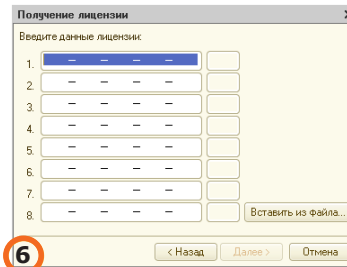 Получение лицензии
Введите данные лицензии:
1. – – – –
2. – – – –
3. – – – –
4. – – – –
5. – – – –
6. – – – –
7. – – – –
8. – – – – Вставить из файла...
6 < Назад Далее > Отмена